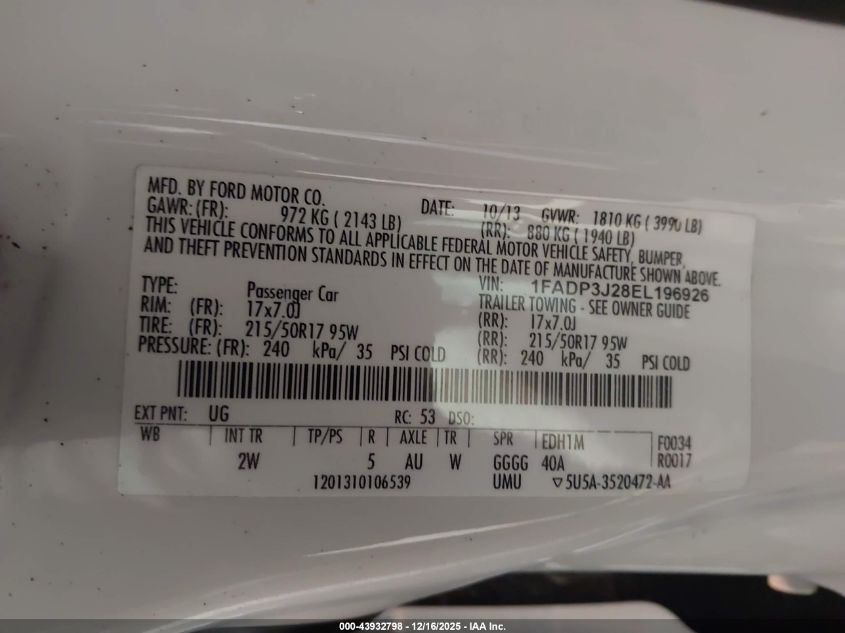 MFD. BY FORD MOTOR CO.
DATE: 10/13 GVWR: 1810 KG ( 3990 LB)
GAWR: (FR): 972 KG ( 2143 LB) (RR): 880 KG ( 1940 LB)
THIS VEHICLE CONFORMS TO ALL APPLICABLE FEDERAL MOTOR VEHICLE SAFETY, BUMPER,
AND THEFT PREVENTION STANDARDS IN EFFECT ON THE DATE OF MANUFACTURE SHOWN ABOVE.
VIN: 1FADP3J28EL196926
TYPE: Passenger Car TRAILER TOWING - SEE OWNER GUIDE
RIM: (FR): 17x7.0J (RR): 17x7.0J
TIRE: (FR): 215/50R17 95W (RR): 215/50R17 95W
PRESSURE: (FR): 240 kPa/ 35 PSI COLD (RR): 240 kPa/ 35 PSI COLD
EXT PNT: UG RC: 53 DSO:
WB INT TR TP/PS R AXLE TR SPR EDH1M F0034
2W 5 AU W GGGG 40A R0017
1201310106539 UMU ▽5U5A-3520472-AA
000-43932798 - 12/16/2025 - IAA Inc.